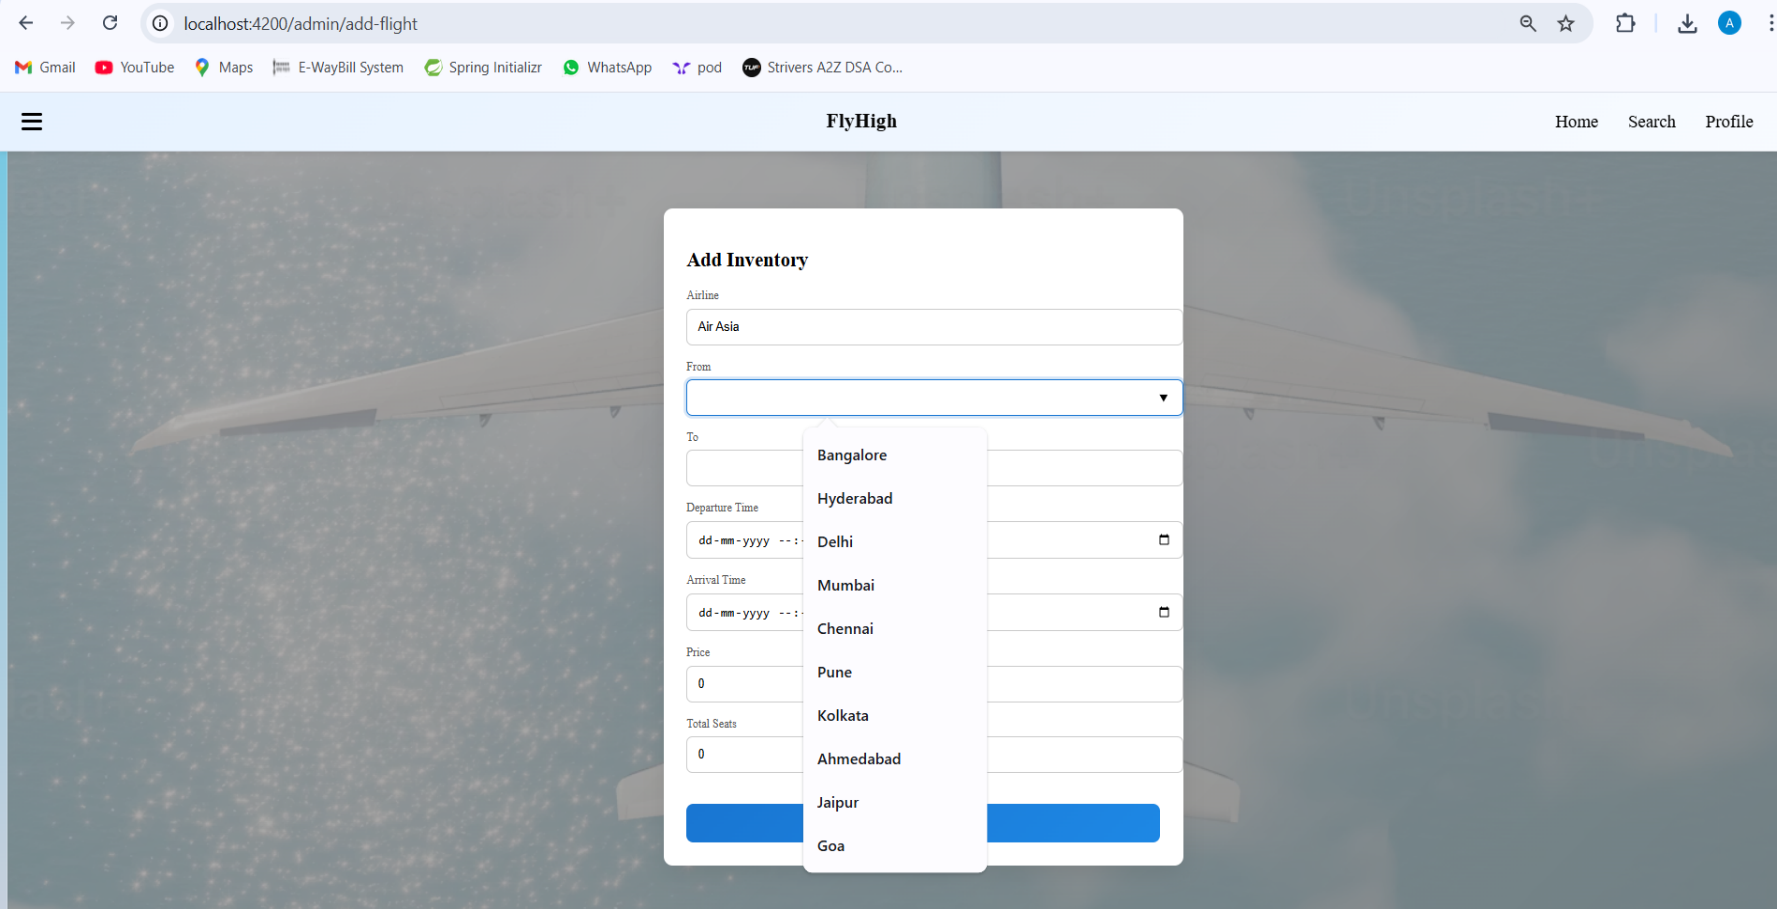 localhost:4200/admin/add-flight
A
Gmail YouTube Maps E-WayBill System Spring Initializr WhatsApp pod TUF Strivers A2Z DSA Co...
FlyHigh
Home Search Profile
Unsplash+
Add Inventory
Airline
Air Asia
From
To
Bangalore
Hyderabad
Departure Time
dd-mm-yyyy --:-
Delhi
Arrival Time
Mumbai
dd-mm-yyyy --:-
Chennai
Price
Pune
0
Kolkata
Total Seats
0
Ahmedabad
Jaipur
Goa